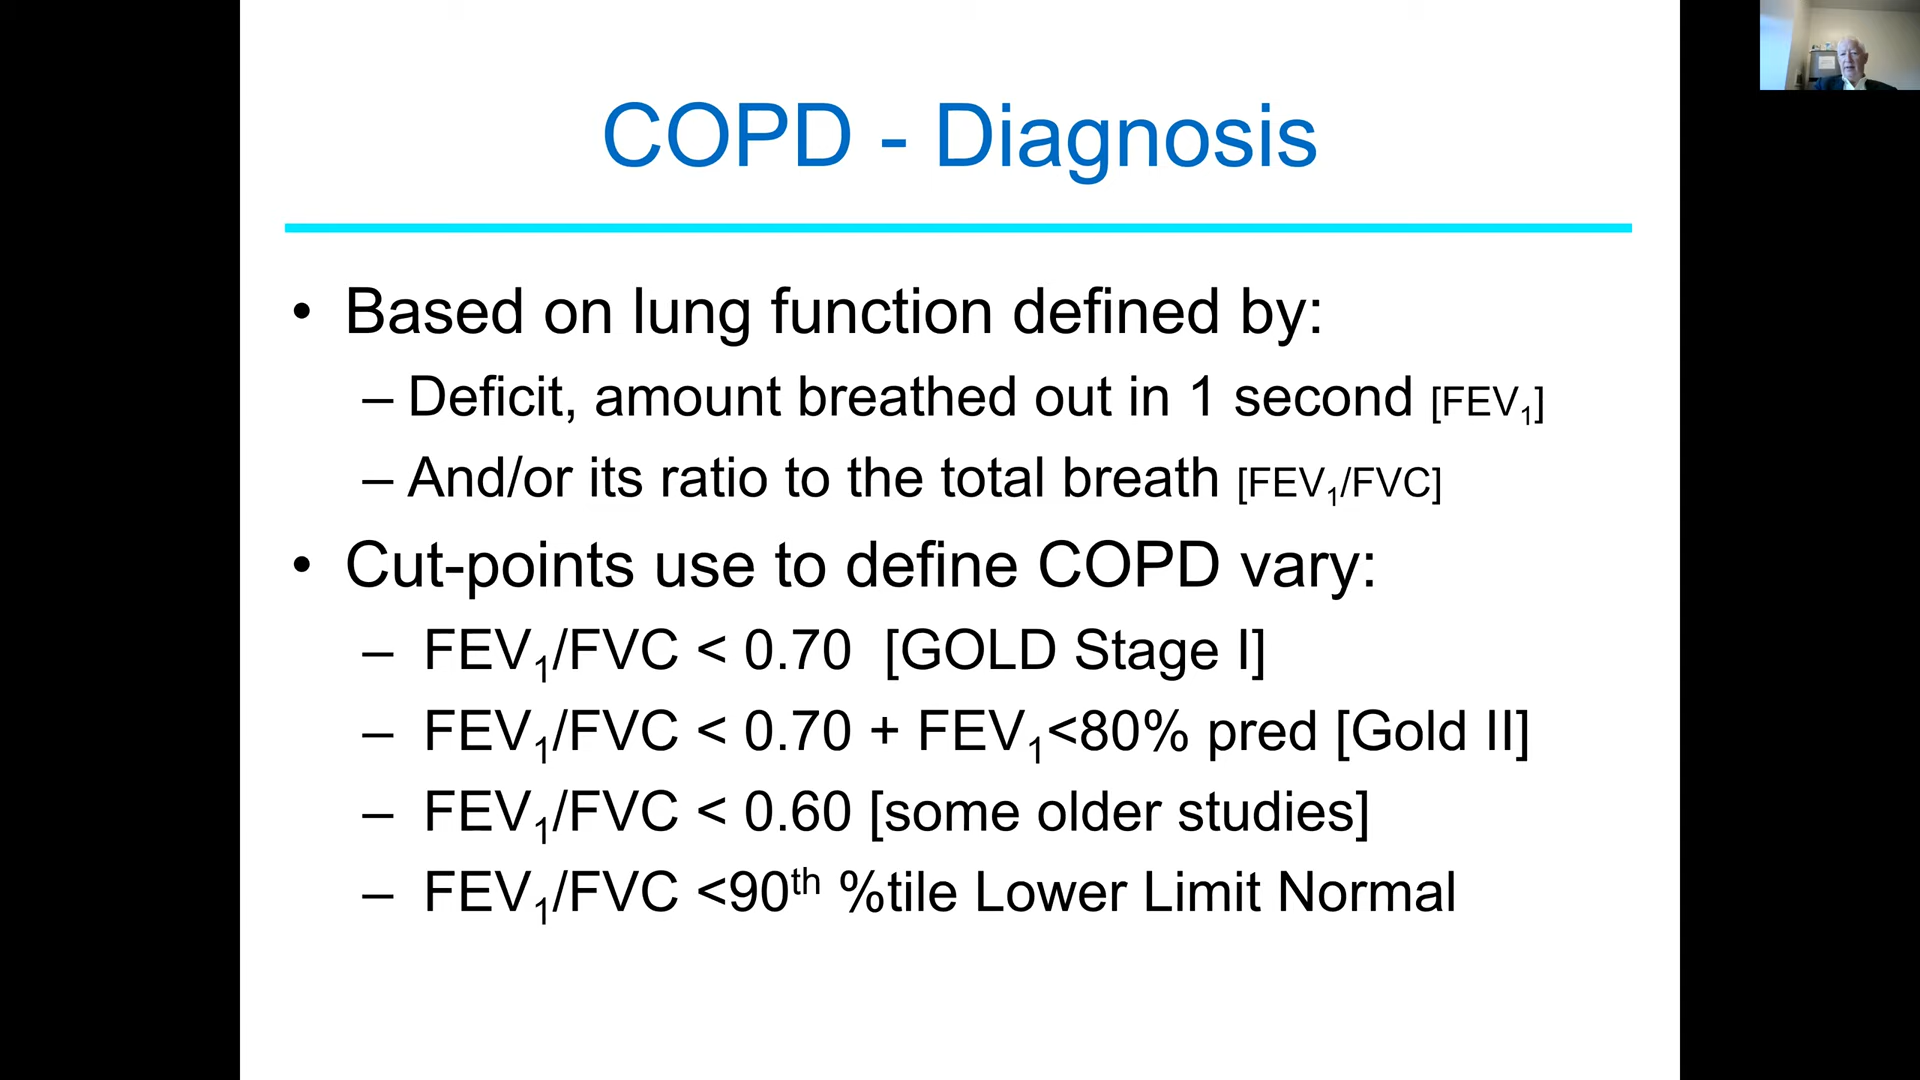 COPD - Diagnosis
• Based on lung function defined by:
– Deficit, amount breathed out in 1 second [FEV₁]
– And/or its ratio to the total breath [FEV₁/FVC]
• Cut-points use to define COPD vary:
– FEV₁/FVC < 0.70 [GOLD Stage I]
– FEV₁/FVC < 0.70 + FEV₁<80% pred [Gold II]
– FEV₁/FVC < 0.60 [some older studies]
– FEV₁/FVC <90th %tile Lower Limit Normal